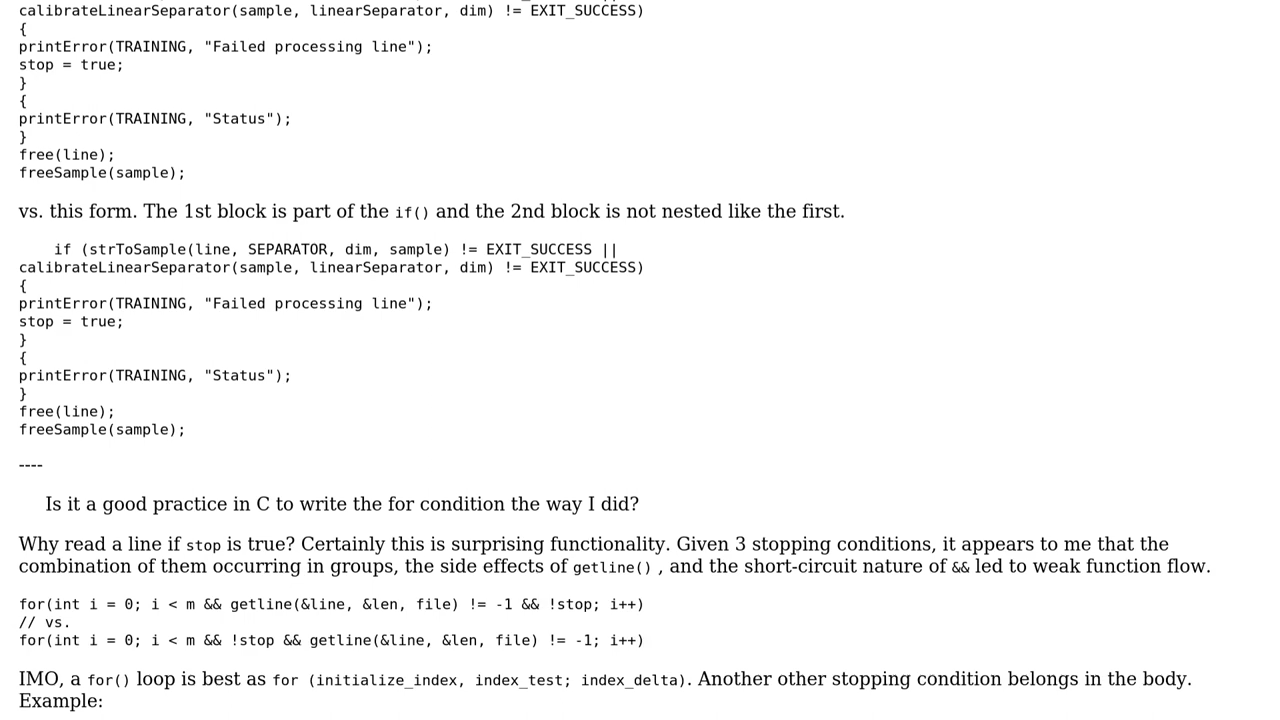 calibrateLinearSeparator(sample, linearSeparator, dim) != EXIT_SUCCESS)
{
printError(TRAINING, "Failed processing line");
stop = true;
}
{
printError(TRAINING, "Status");
}
free(line);
freeSample(sample);
vs. this form. The 1st block is part of the if() and the 2nd block is not nested like the first.
if (strToSample(line, SEPARATOR, dim, sample) != EXIT_SUCCESS ||
calibrateLinearSeparator(sample, linearSeparator, dim) != EXIT_SUCCESS)
{
printError(TRAINING, "Failed processing line");
stop = true;
}
{
printError(TRAINING, "Status");
}
free(line);
freeSample(sample);
----
Is it a good practice in C to write the for condition the way I did?
Why read a line if stop is true? Certainly this is surprising functionality. Given 3 stopping conditions, it appears to me that the
combination of them occurring in groups, the side effects of getline() , and the short-circuit nature of && led to weak function flow.
for(int i = 0; i < m && getline(&line, &len, file) != -1 && !stop; i++)
// vs.
for(int i = 0; i < m && !stop && getline(&line, &len, file) != -1; i++)
IMO, a for() loop is best as for (initialize_index, index_test; index_delta). Another other stopping condition belongs in the body.
Example: